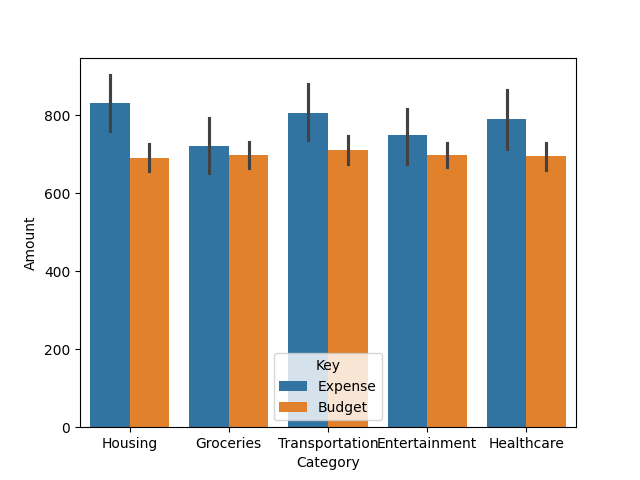 800
600
400
200
0
Amount
Key
Expense
Budget
Housing Groceries Transportation Entertainment Healthcare
Category